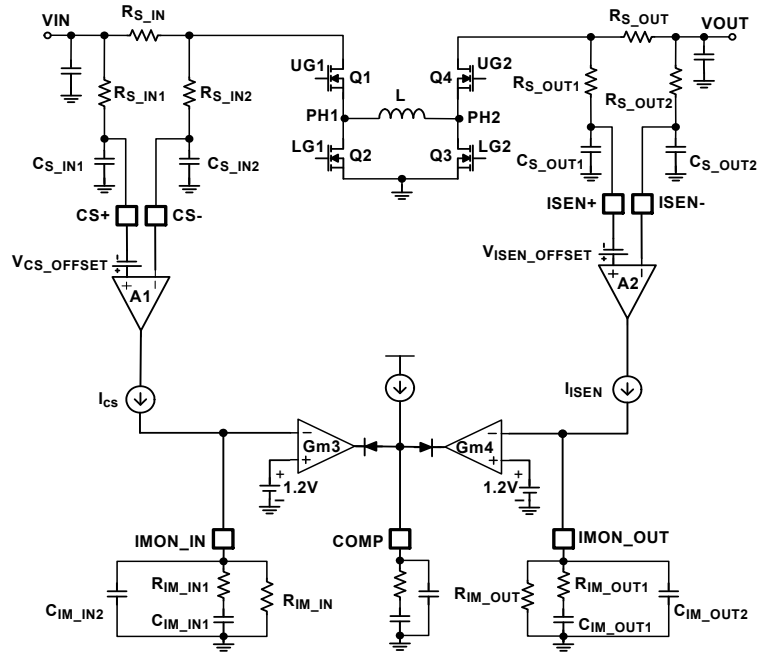 VIN
RS_IN
VOUT
RS_OUT
UG1
Q1
UG2
Q4
RS_IN1
RS_IN2
RS_OUT1
RS_OUT2
L
PH1
PH2
LG1
Q2
LG2
Q3
CS_IN1
CS_IN2
CS_OUT1
CS_OUT2
CS+
CS-
ISEN+
ISEN-
VCS_OFFSET
- +
+ −
A1
VISEN_OFFSET
- +
+ −
A2
ICS
IISEN
−
Gm3
+
−
Gm4
+
+
1.2V
−
+
1.2V
−
IMON_IN
COMP
IMON_OUT
CIM_IN2
RIM_IN1
CIM_IN1
RIM_IN
RIM_OUT
RIM_OUT1
CIM_OUT1
CIM_OUT2